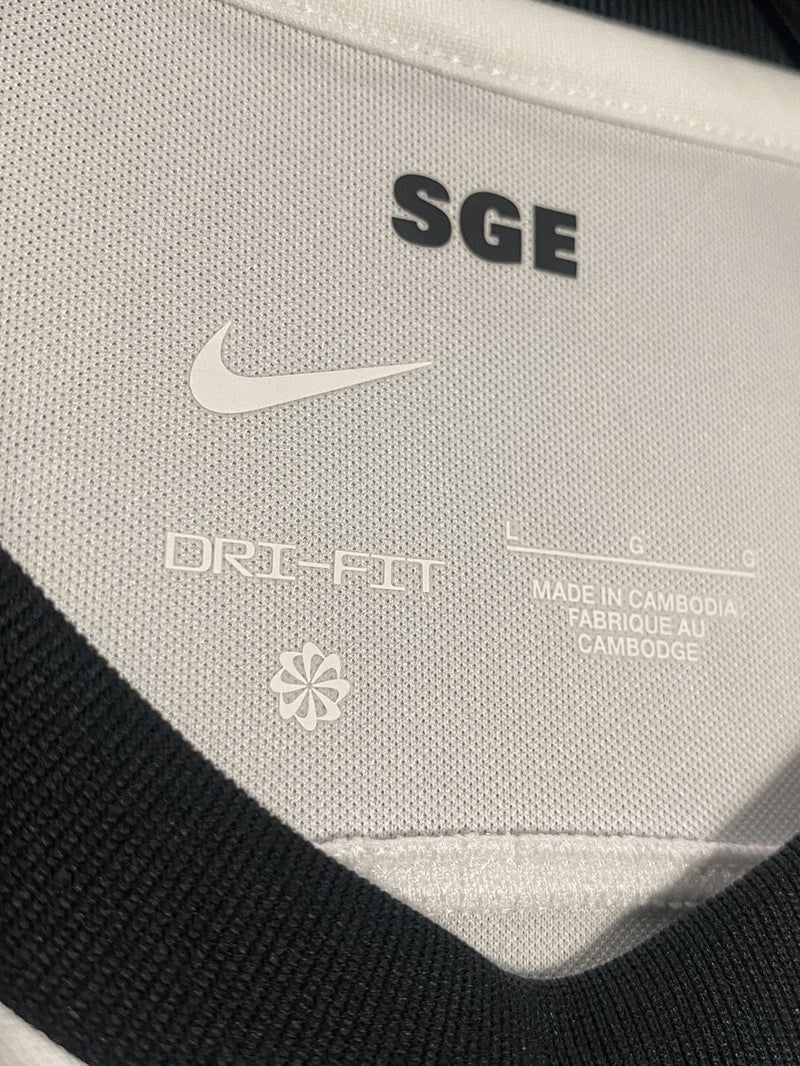 SGE
DRI-FIT
L G G
MADE IN CAMBODIA
FABRIQUE AU
CAMBODGE